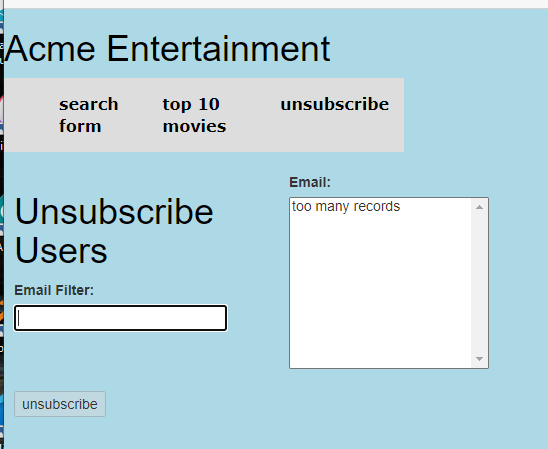 Acme Entertainment
search top 10 unsubscribe
form movies
Email:
too many records
Unsubscribe
Users
Email Filter:
unsubscribe